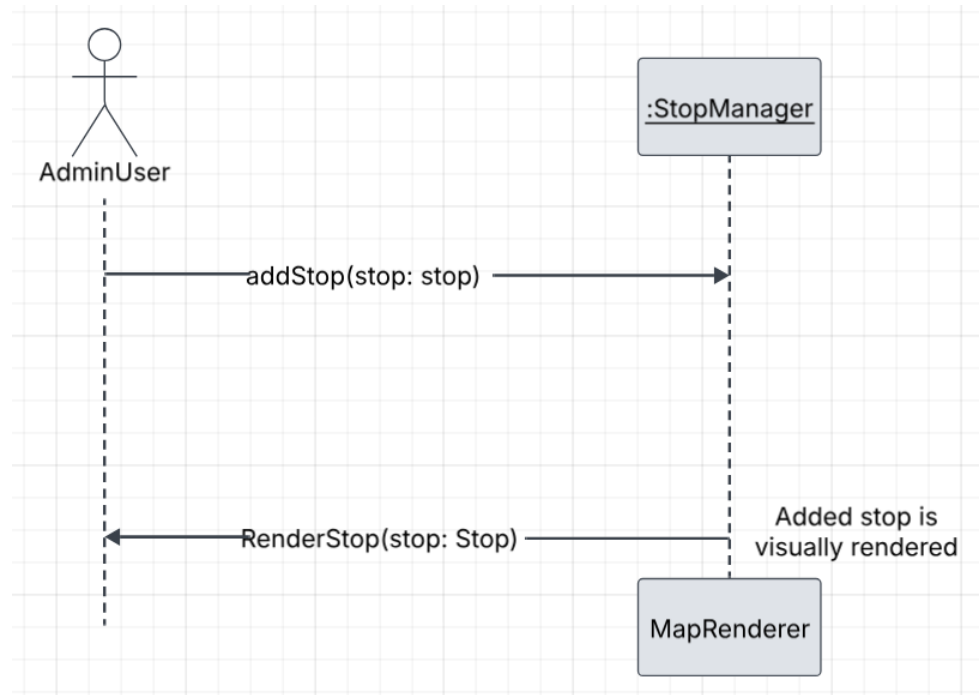 :StopManager
AdminUser
addStop(stop: stop)
RenderStop(stop: Stop)
Added stop is
visually rendered
MapRenderer